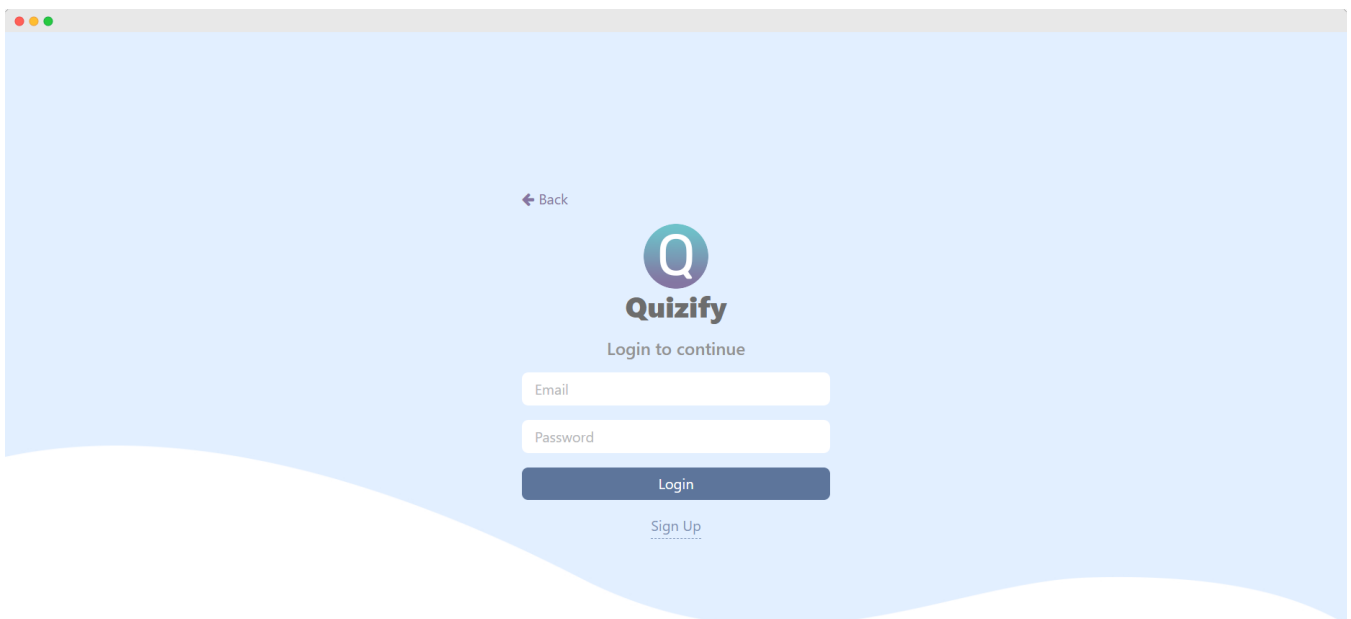 Back
Q
Quizify
Login to continue
Email
Password
Login
Sign Up